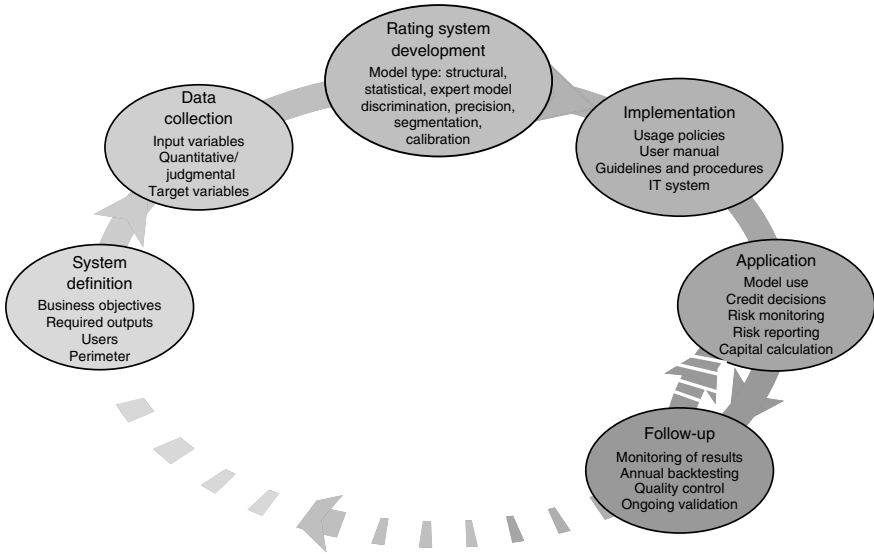 Rating system
development
Model type: structural,
statistical, expert model
discrimination, precision,
segmentation,
calibration
Data
collection
Input variables
Quantitative/
judgmental
Target variables
Implementation
Usage policies
User manual
Guidelines and procedures
IT system
System
definition
Business objectives
Required outputs
Users
Perimeter
Application
Model use
Credit decisions
Risk monitoring
Risk reporting
Capital calculation
Follow-up
Monitoring of results
Annual backtesting
Quality control
Ongoing validation